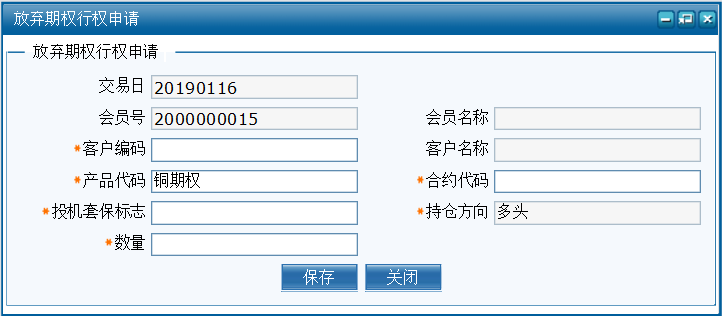 放弃期权行权申请
放弃期权行权申请
交易日 20190116
会员号 2000000015 会员名称
*客户编码 客户名称
*产品代码 铜期权 *合约代码
*投机套保标志 *持仓方向 多头
*数量
保存 关闭